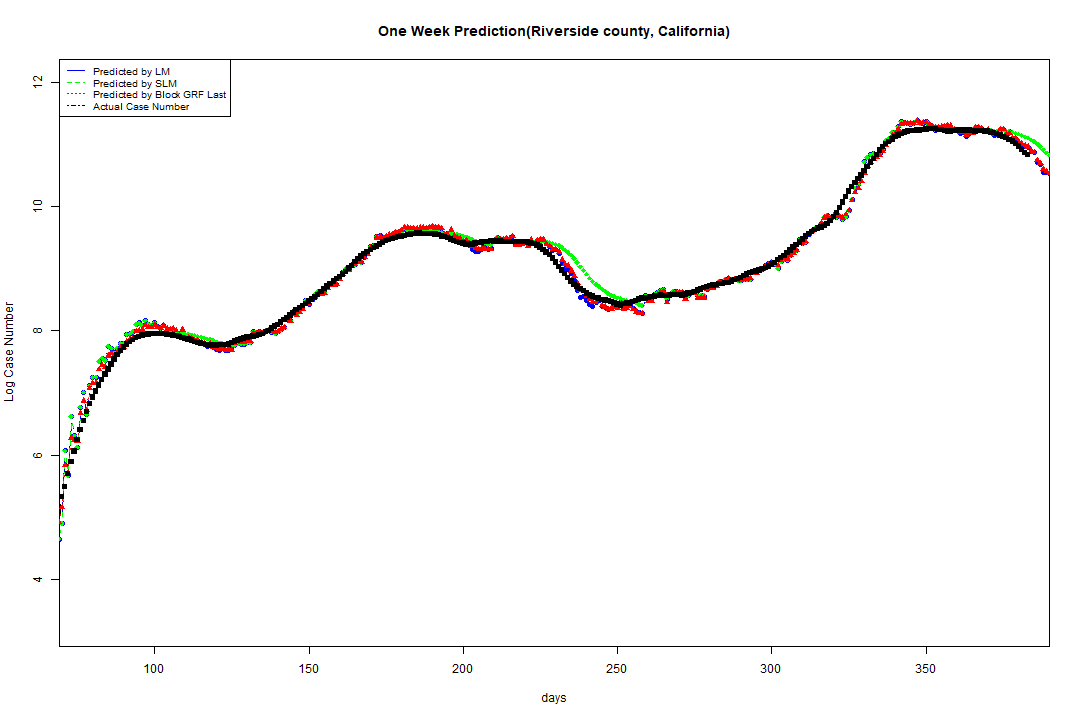 One Week Prediction(Riverside county, California)
Predicted by LM
Predicted by SLM
Predicted by Block GRF Last
Actual Case Number
12
10
8
6
4
Log Case Number
100 150 200 250 300 350
days